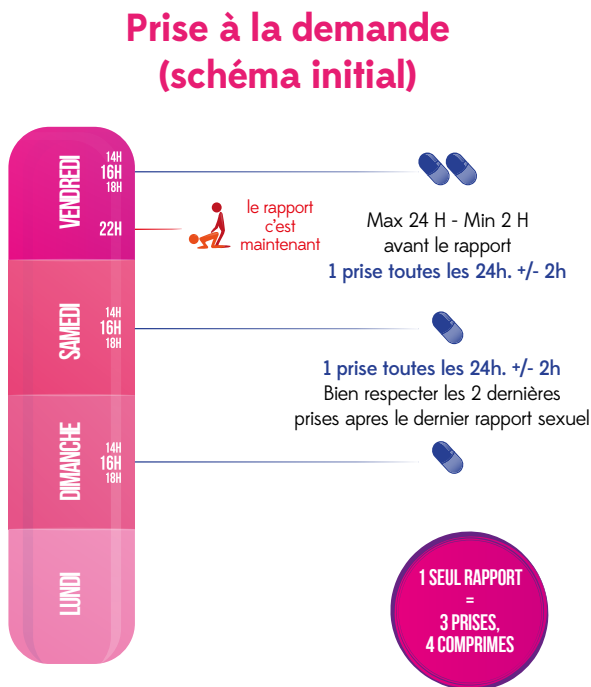 Prise à la demande
(schéma initial)
VENDREDI
14H
16H
18H
22H
le rapport
c'est
maintenant
Max 24 H - Min 2 H
avant le rapport
1 prise toutes les 24h. +/- 2h
SAMEDI
14H
16H
18H
1 prise toutes les 24h. +/- 2h
Bien respecter les 2 dernières
prises apres le dernier rapport sexuel
DIMANCHE
14H
16H
18H
LUNDI
1 SEUL RAPPORT
=
3 PRISES,
4 COMPRIMES